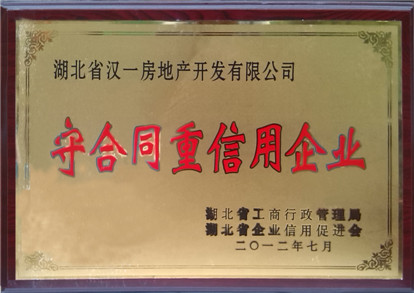 湖北省汉一房地产开发有限公司
守合同重信用企业
湖北省工商行政管理局
湖北省企业信用促进会
二〇一二年七月